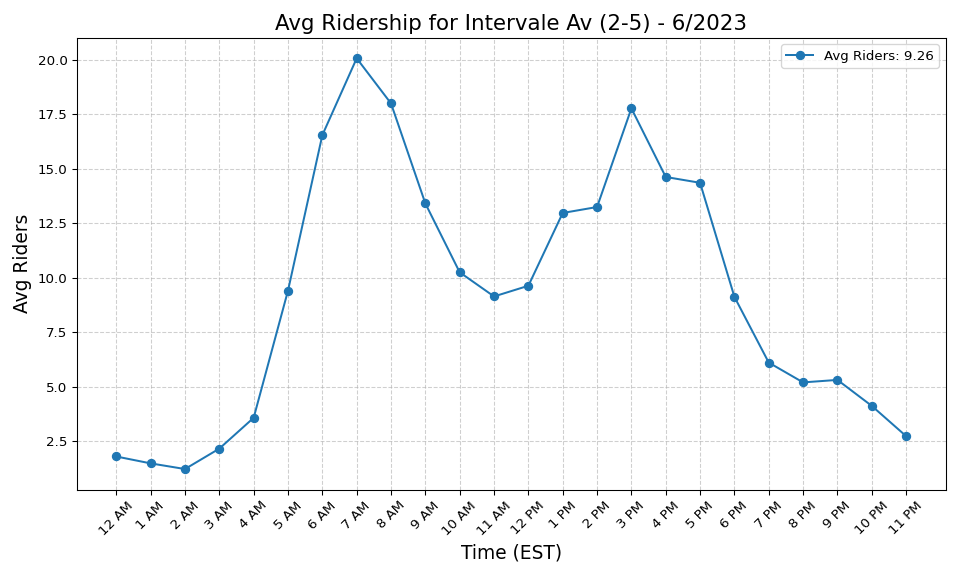 Avg Ridership for Intervale Av (2-5) - 6/2023
Avg Riders: 9.26
Avg Riders
20.0
17.5
15.0
12.5
10.0
7.5
5.0
2.5
12 AM 1 AM 2 AM 3 AM 4 AM 5 AM 6 AM 7 AM 8 AM 9 AM 10 AM 11 AM 12 PM 1 PM 2 PM 3 PM 4 PM 5 PM 6 PM 7 PM 8 PM 9 PM 10 PM 11 PM
Time (EST)